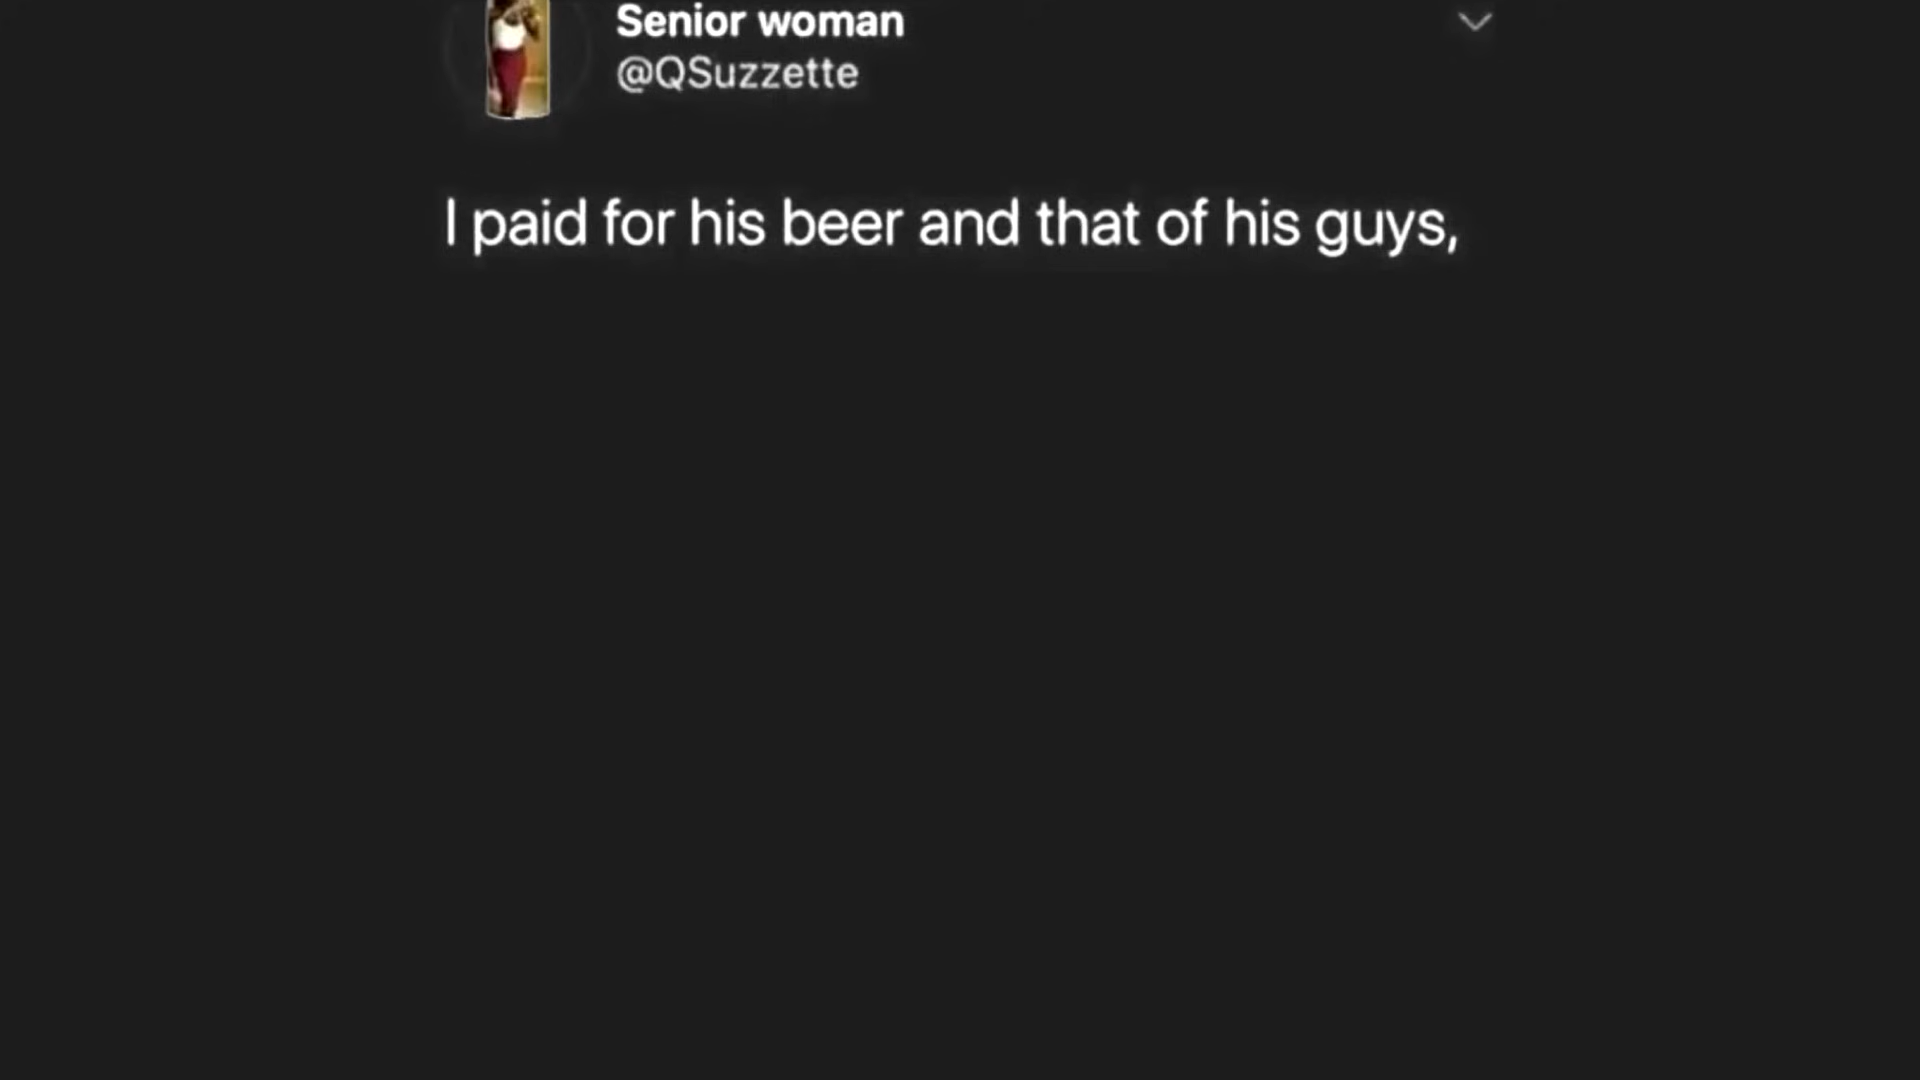 Senior woman
@QSuzzette
I paid for his beer and that of his guys,